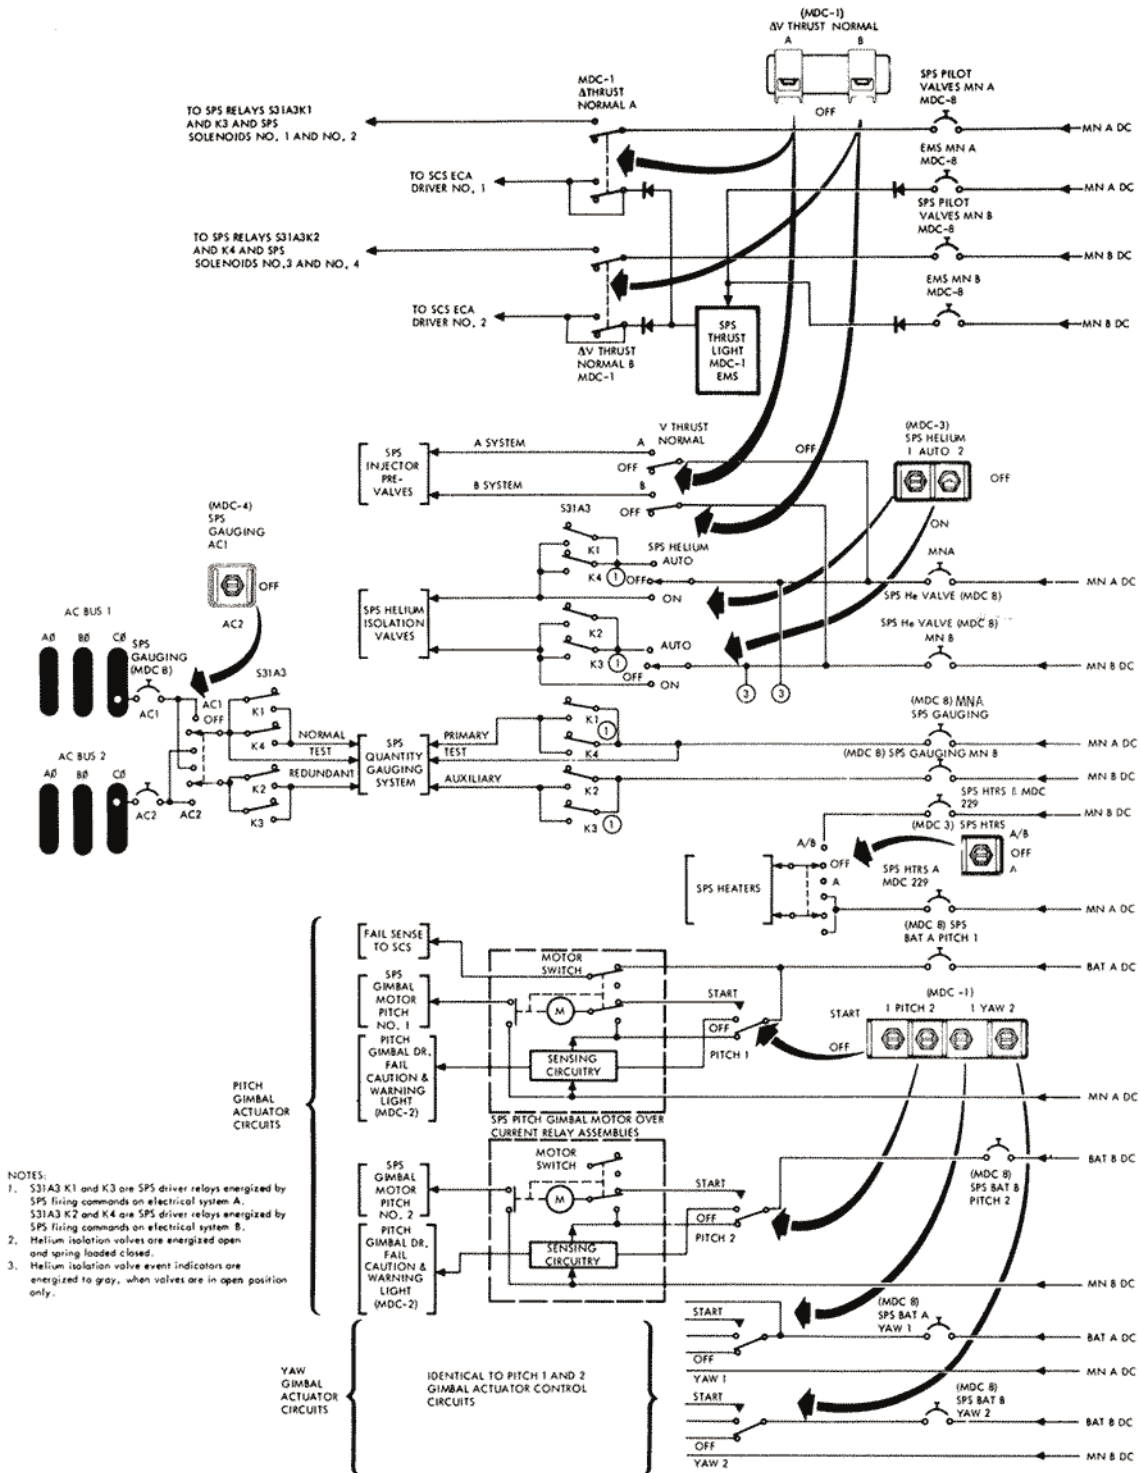 (MDC-1)
ΔV THRUST NORMAL
A B
OFF
MDC-1
ΔTHRUST
NORMAL A
SPS PILOT
VALVES MN A
MDC-8
TO SPS RELAYS S31A3K1
AND K3 AND SPS
SOLENOIDS NO. 1 AND NO. 2
MN A DC
EMS MN A
MDC-8
TO SCS ECA
DRIVER NO. 1
MN A DC
SPS PILOT
VALVES MN B
MDC-8
TO SPS RELAYS S31A3K2
AND K4 AND SPS
SOLENOIDS NO.3 AND NO. 4
MN B DC
EMS MN B
MDC-8
TO SCS ECA
DRIVER NO. 2
MN B DC
ΔV THRUST
NORMAL B
MDC-1
SPS
THRUST
LIGHT
MDC-1
EMS
V THRUST
NORMAL
A SYSTEM
A
OFF
B SYSTEM
B
OFF
SPS
INJECTOR
PRE-
VALVES
OFF
(MDC-3)
SPS HELIUM
1 AUTO 2
OFF
ON
S31A3
K1
K4
1
SPS HELIUM
AUTO
OFF
ON
MNA
SPS He VALVE (MDC 8)
MN A DC
SPS HELIUM
ISOLATION
VALVES
K2
K3
1
AUTO
OFF
ON
SPS He VALVE (MDC 8)
MN B
MN B DC
3 3
(MDC-4)
SPS
GAUGING
AC1
OFF
AC2
AC BUS 1
AØ BØ CØ
SPS
GAUGING
(MDC 8)
AC1
AC1
OFF
S31A3
K1
K4
AC BUS 2
AØ BØ CØ
AC2
AC2
K2
K3
NORMAL
TEST
REDUNDANT
SPS
QUANTITY
GAUGING
SYSTEM
PRIMARY
TEST
AUXILIARY
K1
1
K4
K2
K3
1
(MDC 8) MNA
SPS GAUGING
MN A DC
(MDC 8) SPS GAUGING MN B
MN B DC
SPS HTRS B MDC
229
MN B DC
(MDC 3) SPS HTRS
A/B
OFF
A
A/B
OFF
A
SPS HTRS A
MDC 229
SPS HEATERS
MN A DC
(MDC 8) SPS
BAT A PITCH 1
BAT A DC
FAIL SENSE
TO SCS
MOTOR
SWITCH
M
SENSING
CIRCUITRY
SPS
GIMBAL
MOTOR
PITCH
NO. 1
PITCH
GIMBAL DR.
FAIL
CAUTION &
WARNING
LIGHT
(MDC-2)
START
OFF
PITCH 1
(MDC -1)
START
1 PITCH 2 1 YAW 2
OFF
MN A DC
PITCH
GIMBAL
ACTUATOR
CIRCUITS
SPS PITCH GIMBAL MOTOR OVER
CURRENT RELAY ASSEMBLIES
MOTOR
SWITCH
M
SENSING
CIRCUITRY
SPS
GIMBAL
MOTOR
PITCH
NO. 2
PITCH
GIMBAL DR.
FAIL
CAUTION &
WARNING
LIGHT
(MDC-2)
START
OFF
PITCH 2
BAT B DC
(MDC 8)
SPS BAT B
PITCH 2
MN B DC
NOTES:
1. S31A3 K1 and K3 are SPS driver relays energized by
SPS firing commands on electrical system A.
S31A3 K2 and K4 are SPS driver relays energized by
SPS firing commands on electrical system B.
2. Helium isolation valves are energized open
and spring loaded closed.
3. Helium isolation valve event indicators are
energized to gray, when valves are in open position
only.
YAW
GIMBAL
ACTUATOR
CIRCUITS
IDENTICAL TO PITCH 1 AND 2
GIMBAL ACTUATOR CONTROL
CIRCUITS
START
OFF
YAW 1
(MDC 8)
SPS BAT A
YAW 1
BAT A DC
MN A DC
START
OFF
YAW 2
(MDC 8)
SPS BAT B
YAW 2
BAT B DC
MN B DC